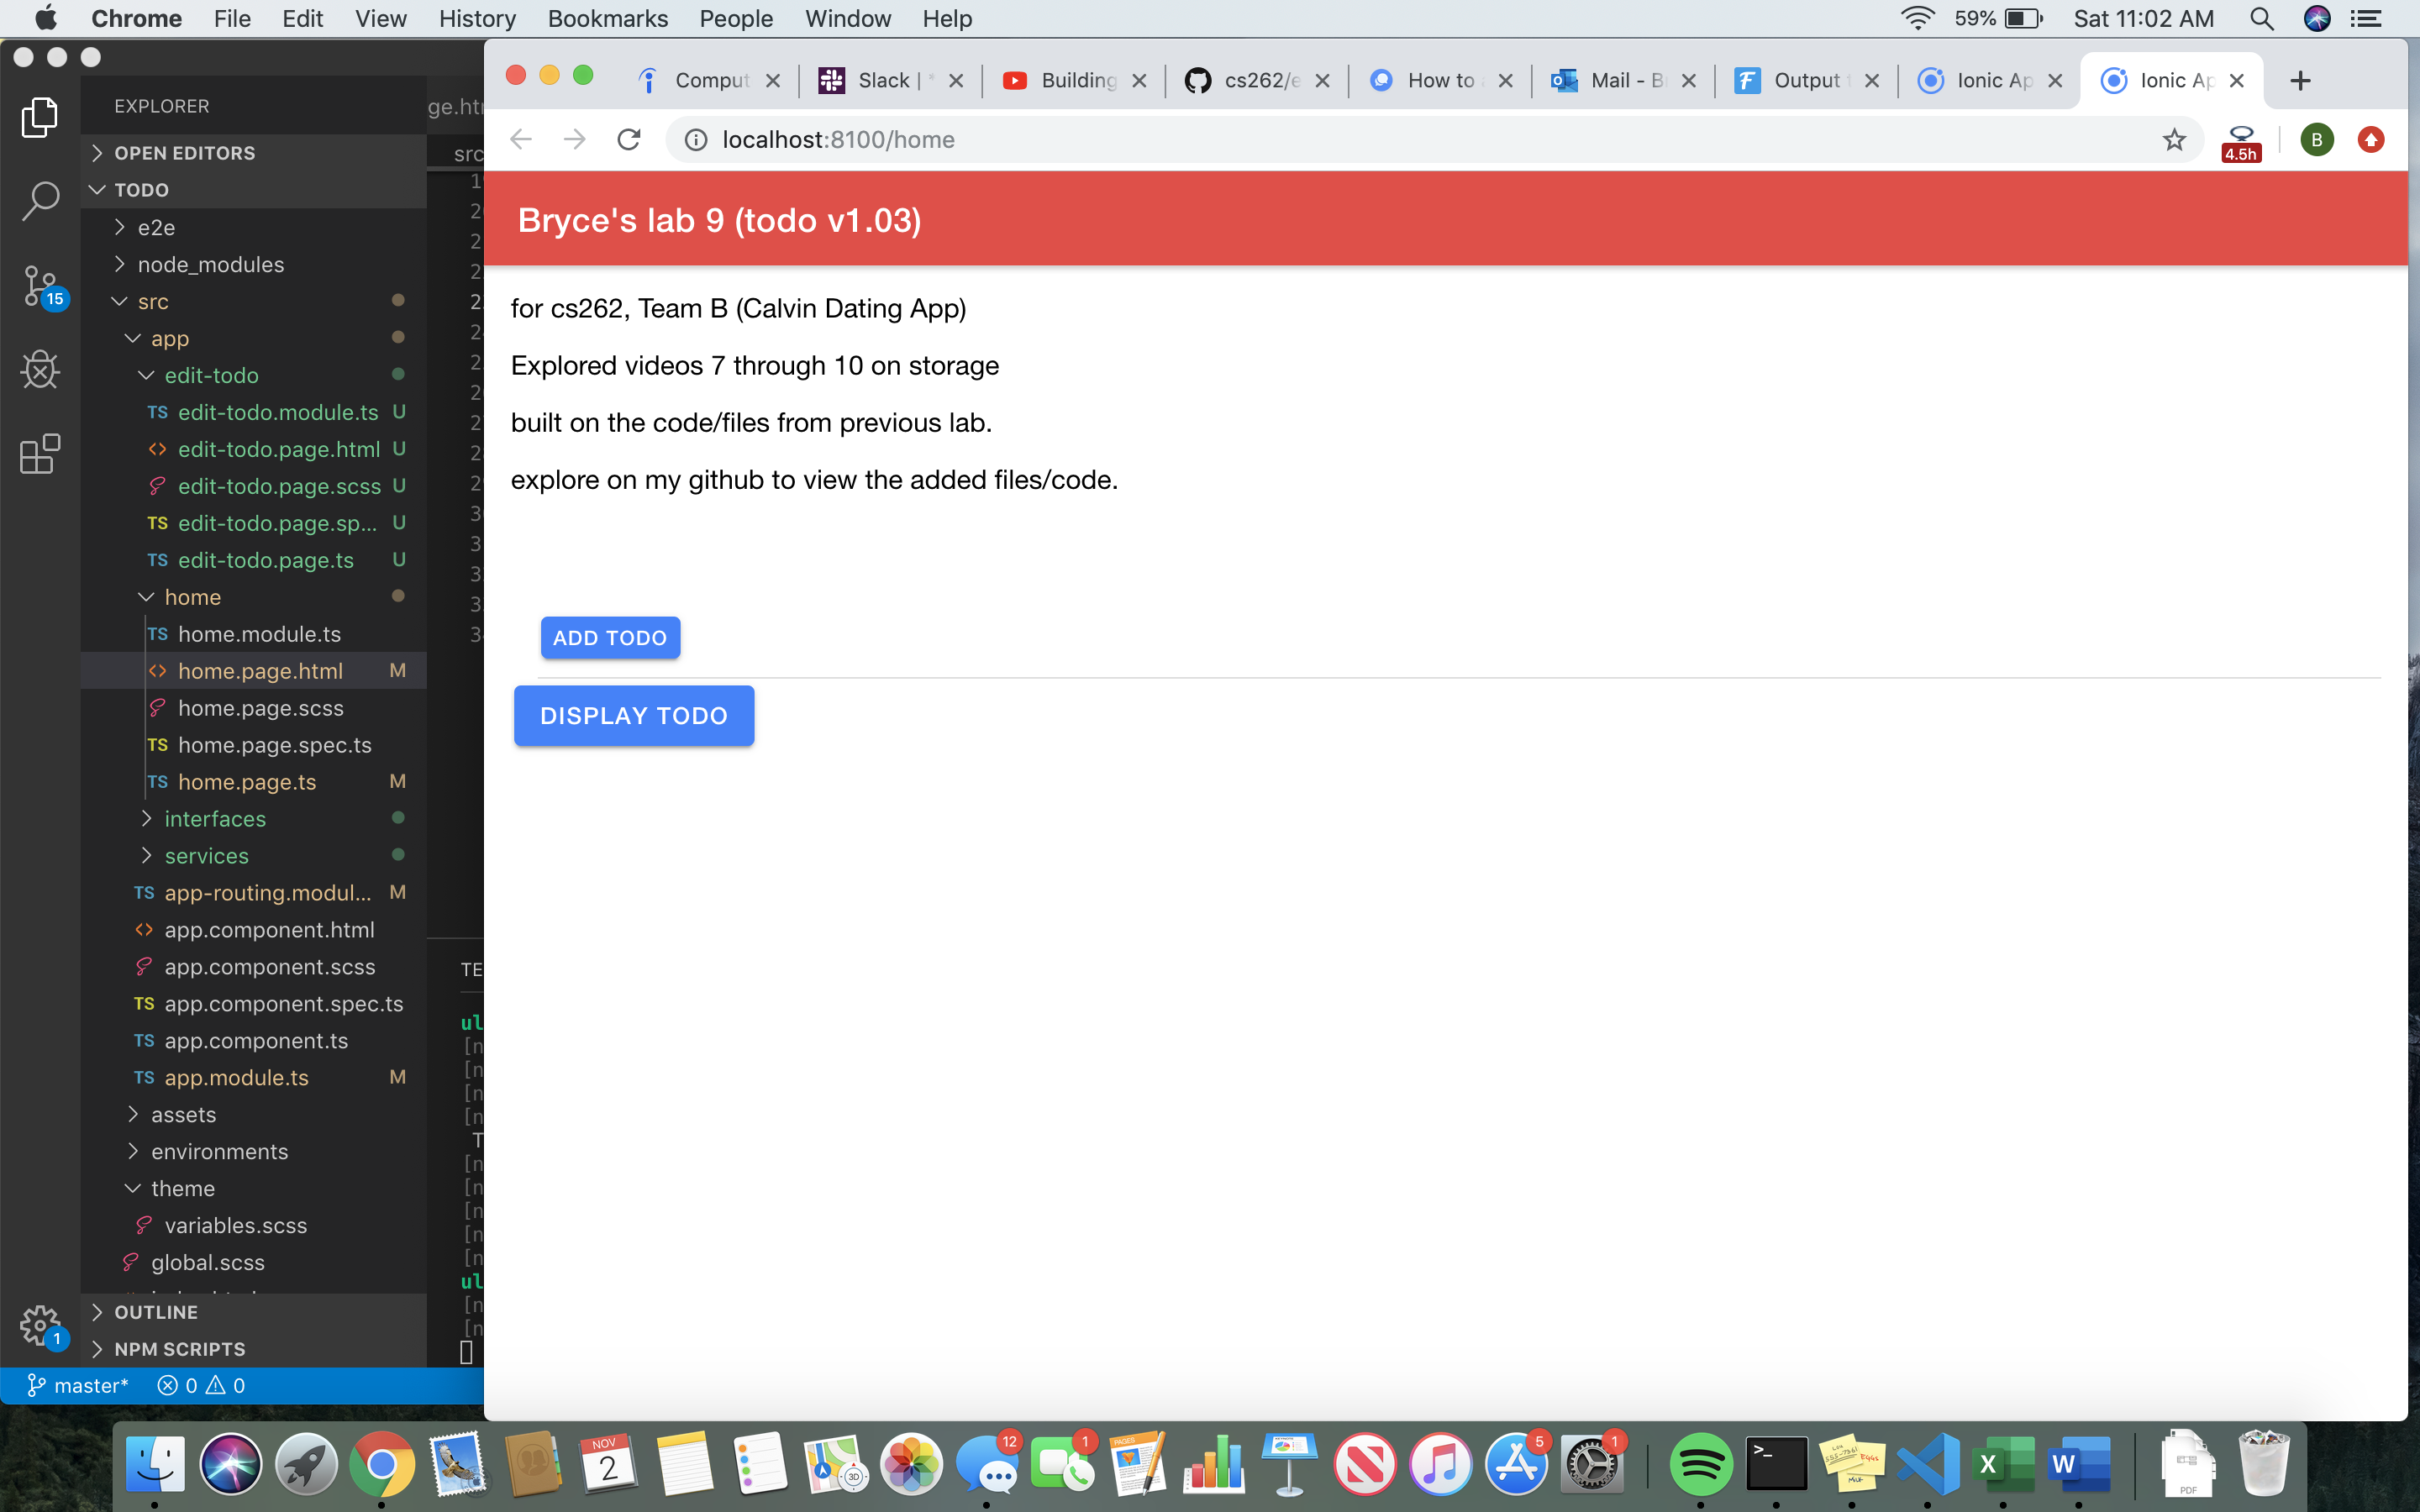 Chrome File Edit View History Bookmarks People Window Help 59% Sat 11:02 AM
EXPLORER
OPEN EDITORS
TODO
e2e
node_modules
src
app
edit-todo
TS edit-todo.module.ts U
<> edit-todo.page.html U
edit-todo.page.scss U
TS edit-todo.page.sp... U
TS edit-todo.page.ts U
home
TS home.module.ts
<> home.page.html M
home.page.scss
TS home.page.spec.ts
TS home.page.ts M
interfaces
services
TS app-routing.modul... M
<> app.component.html
app.component.scss
TS app.component.spec.ts
TS app.component.ts
TS app.module.ts M
assets
environments
theme
variables.scss
global.scss
OUTLINE
NPM SCRIPTS
15
1
master* 0 0
ge.ht
src
TE
ul
ul
Comput Slack | * Building cs262/e How to Mail - B Output Ionic Ap Ionic Ap
localhost:8100/home
4.5h
B
Bryce's lab 9 (todo v1.03)
for cs262, Team B (Calvin Dating App)
Explored videos 7 through 10 on storage
built on the code/files from previous lab.
explore on my github to view the added files/code.
ADD TODO
DISPLAY TODO
NOV
2
3D
12
1
PAGES
5
1
>_
X
W
PDF